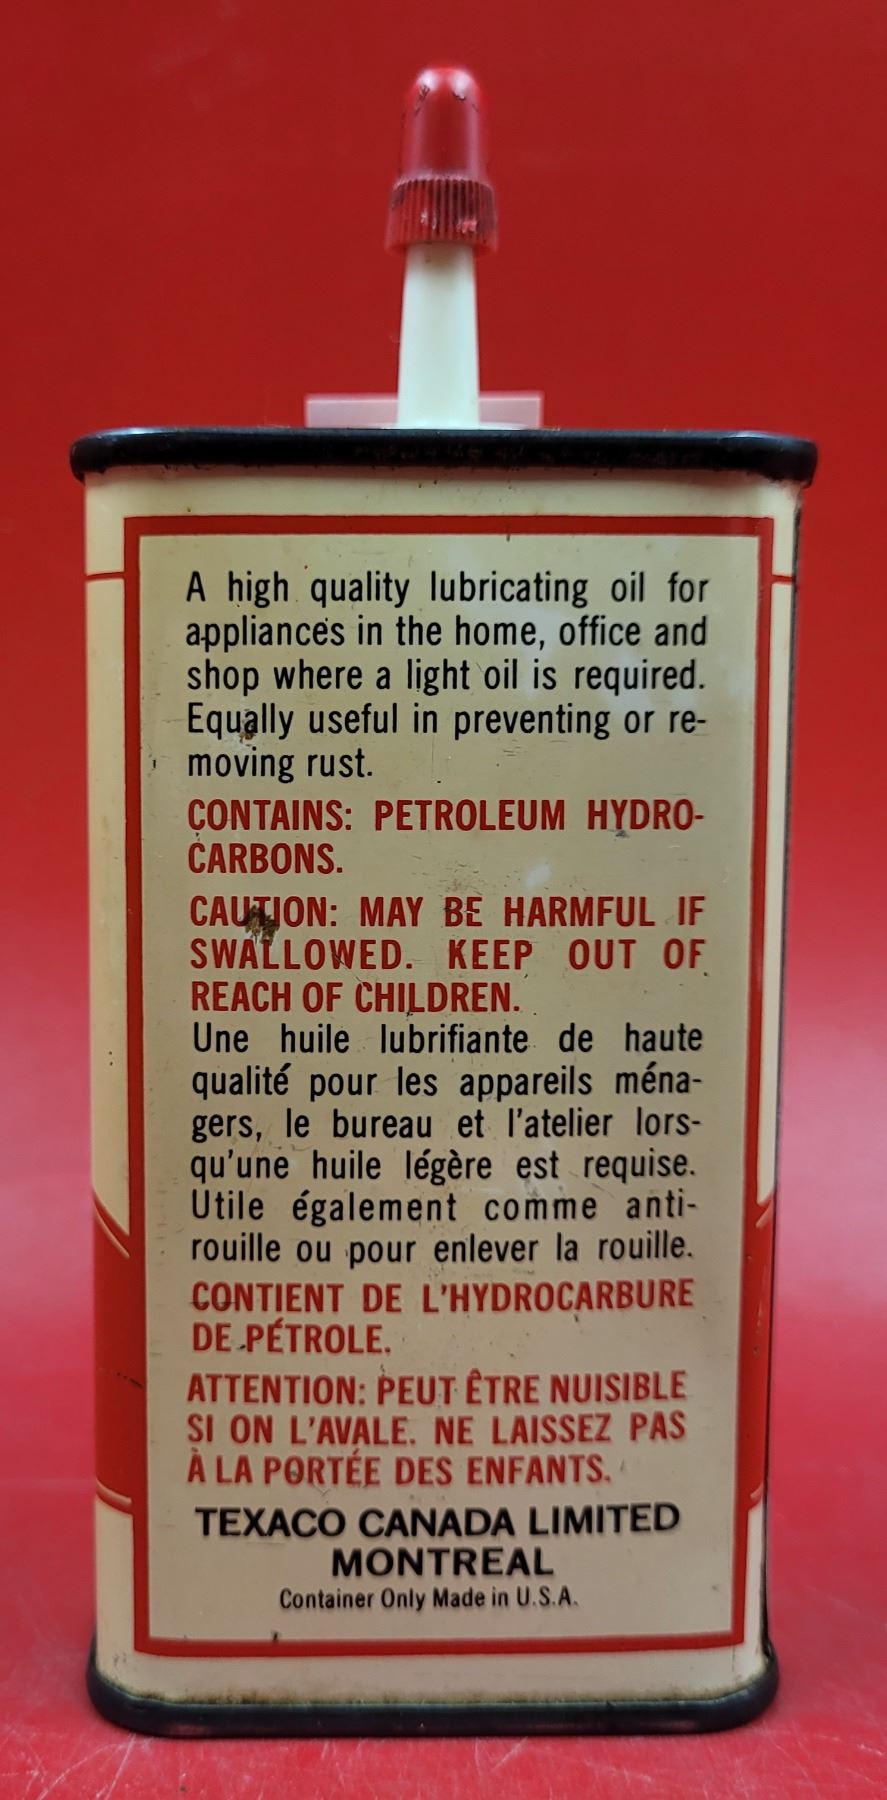 A high quality lubricating oil for
appliances in the home, office and
shop where a light oil is required.
Equally useful in preventing or re-
moving rust.
CONTAINS: PETROLEUM HYDRO-
CARBONS.
CAUTION: MAY BE HARMFUL IF
SWALLOWED. KEEP OUT OF
REACH OF CHILDREN.
Une huile lubrifiante de haute
qualité pour les appareils ména-
gers, le bureau et l'atelier lors-
qu'une huile légère est requise.
Utile également comme anti-
rouille ou pour enlever la rouille.
CONTIENT DE L'HYDROCARBURE
DE PÉTROLE.
ATTENTION: PEUT ÊTRE NUISIBLE
SI ON L'AVALE. NE LAISSEZ PAS
À LA PORTÉE DES ENFANTS.
TEXACO CANADA LIMITED
MONTREAL
Container Only Made in U.S.A.